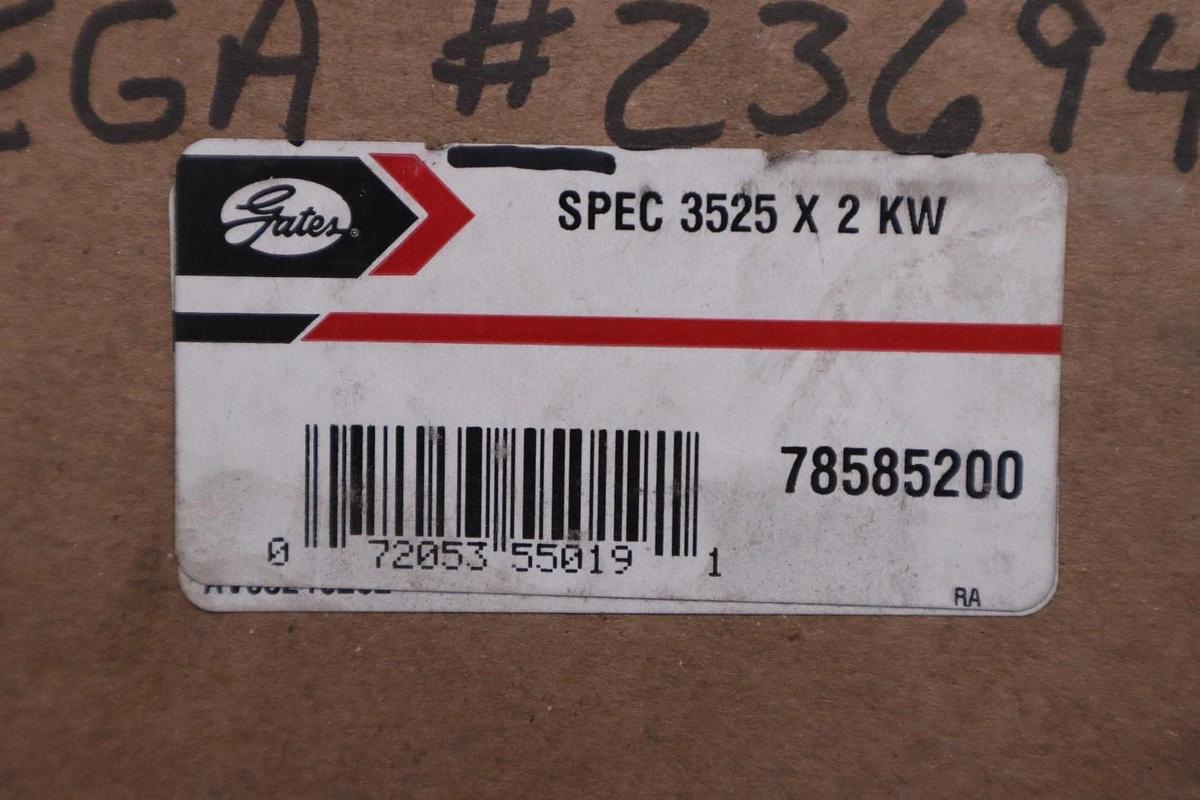 EGA #23694
Gates®
SPEC 3525 X 2 KW
78585200
0 72053 55019 1
RA